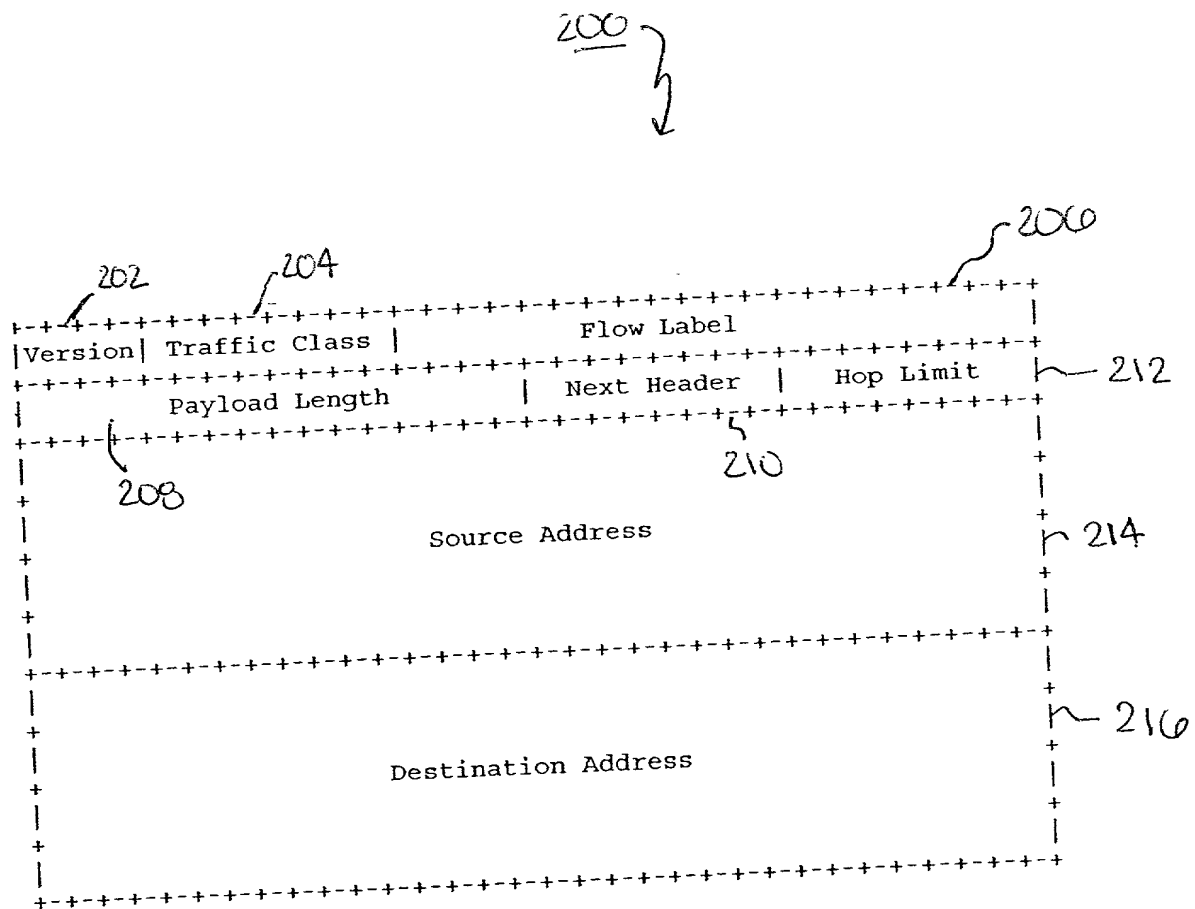 200
202 204 206
+-+-+-+-+-+-+-+-+-+-+-+-+-+-+-+-+-+-+-+-+-+-+-+-+-+-+-+-+-+-+-+-+
|Version| Traffic Class | Flow Label |
+-+-+-+-+-+-+-+-+-+-+-+-+-+-+-+-+-+-+-+-+-+-+-+-+-+-+-+-+-+-+-+-+
| Payload Length | Next Header | Hop Limit | 212
+-+-+-+-+-+-+-+-+-+-+-+-+-+-+-+-+-+-+-+-+-+-+-+-+-+-+-+-+-+-+-+-+
208 210
Source Address 214
+-+-+-+-+-+-+-+-+-+-+-+-+-+-+-+-+-+-+-+-+-+-+-+-+-+-+-+-+-+-+-+-+
Destination Address 216
+-+-+-+-+-+-+-+-+-+-+-+-+-+-+-+-+-+-+-+-+-+-+-+-+-+-+-+-+-+-+-+-+